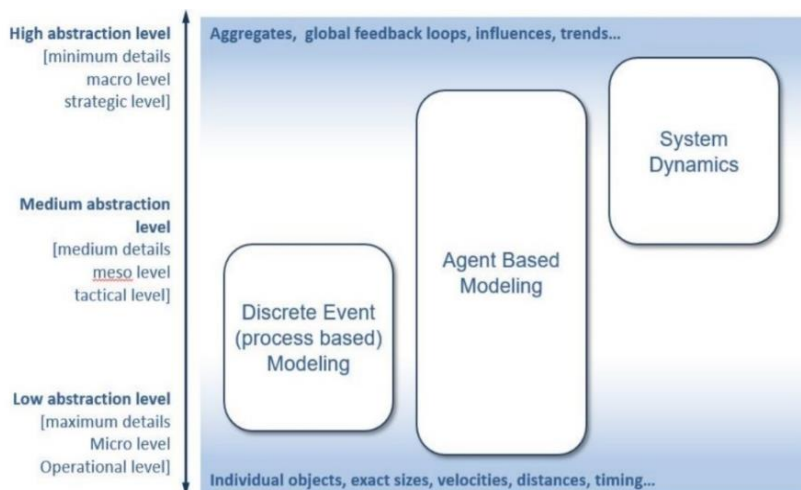 High abstraction level
[minimum details
macro level
strategic level]
Aggregates, global feedback loops, influences, trends...
System
Dynamics
Medium abstraction
level
[medium details
meso level
tactical level]
Agent Based
Modeling
Discrete Event
(process based)
Modeling
Low abstraction level
[maximum details
Micro level
Operational level]
Individual objects, exact sizes, velocities, distances, timing...